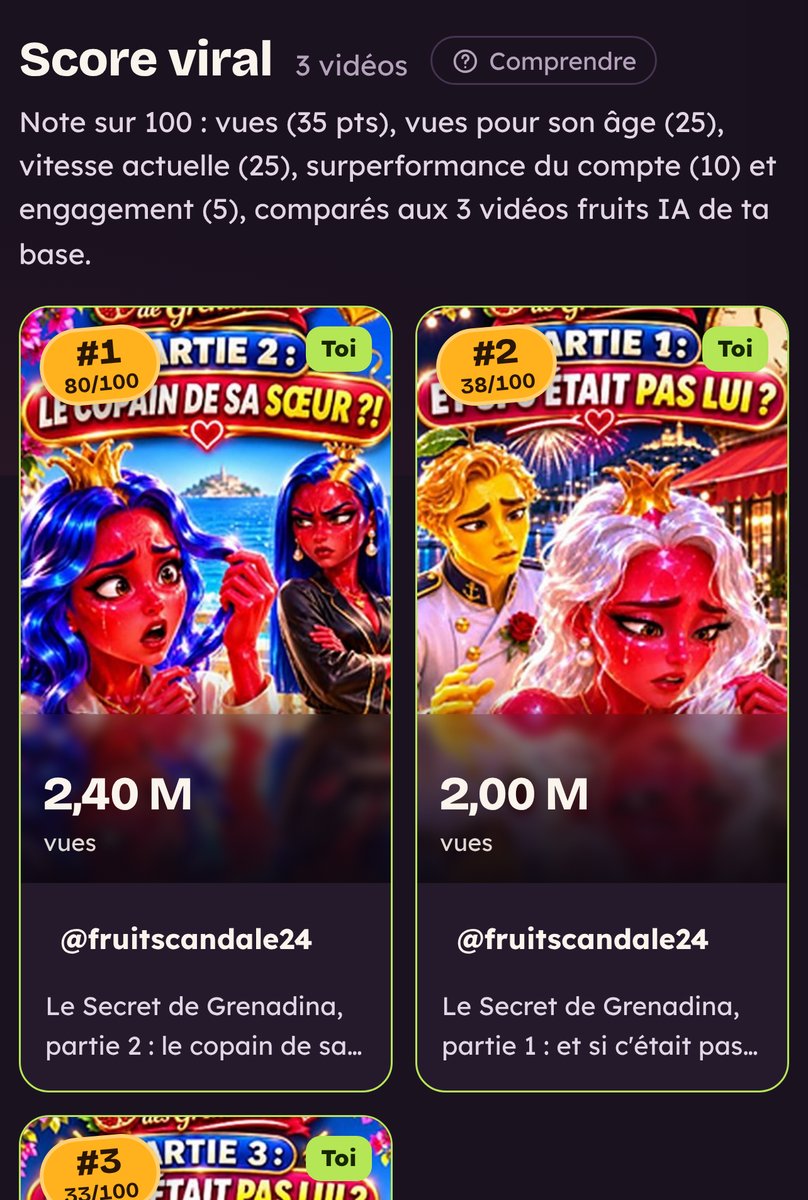 Score viral 3 vidéos Comprendre
Note sur 100 : vues (35 pts), vues pour son âge (25),
vitesse actuelle (25), surperformance du compte (10) et
engagement (5), comparés aux 3 vidéos fruits IA de ta
base.
#1
80/100
ARTIE 2 :
Toi
LE COPAIN DE SA SŒUR ?!
2,40 M
vues
@fruitscandale24
Le Secret de Grenadina,
partie 2 : le copain de sa...
#2
38/100
ARTIE 1:
Toi
ÉTAIT PAS LUI ?
2,00 M
vues
@fruitscandale24
Le Secret de Grenadina,
partie 1 : et si c'était pas...
#3
33/100
ARTIE 3:
Toi
ÉTAIT PAS LUI ?